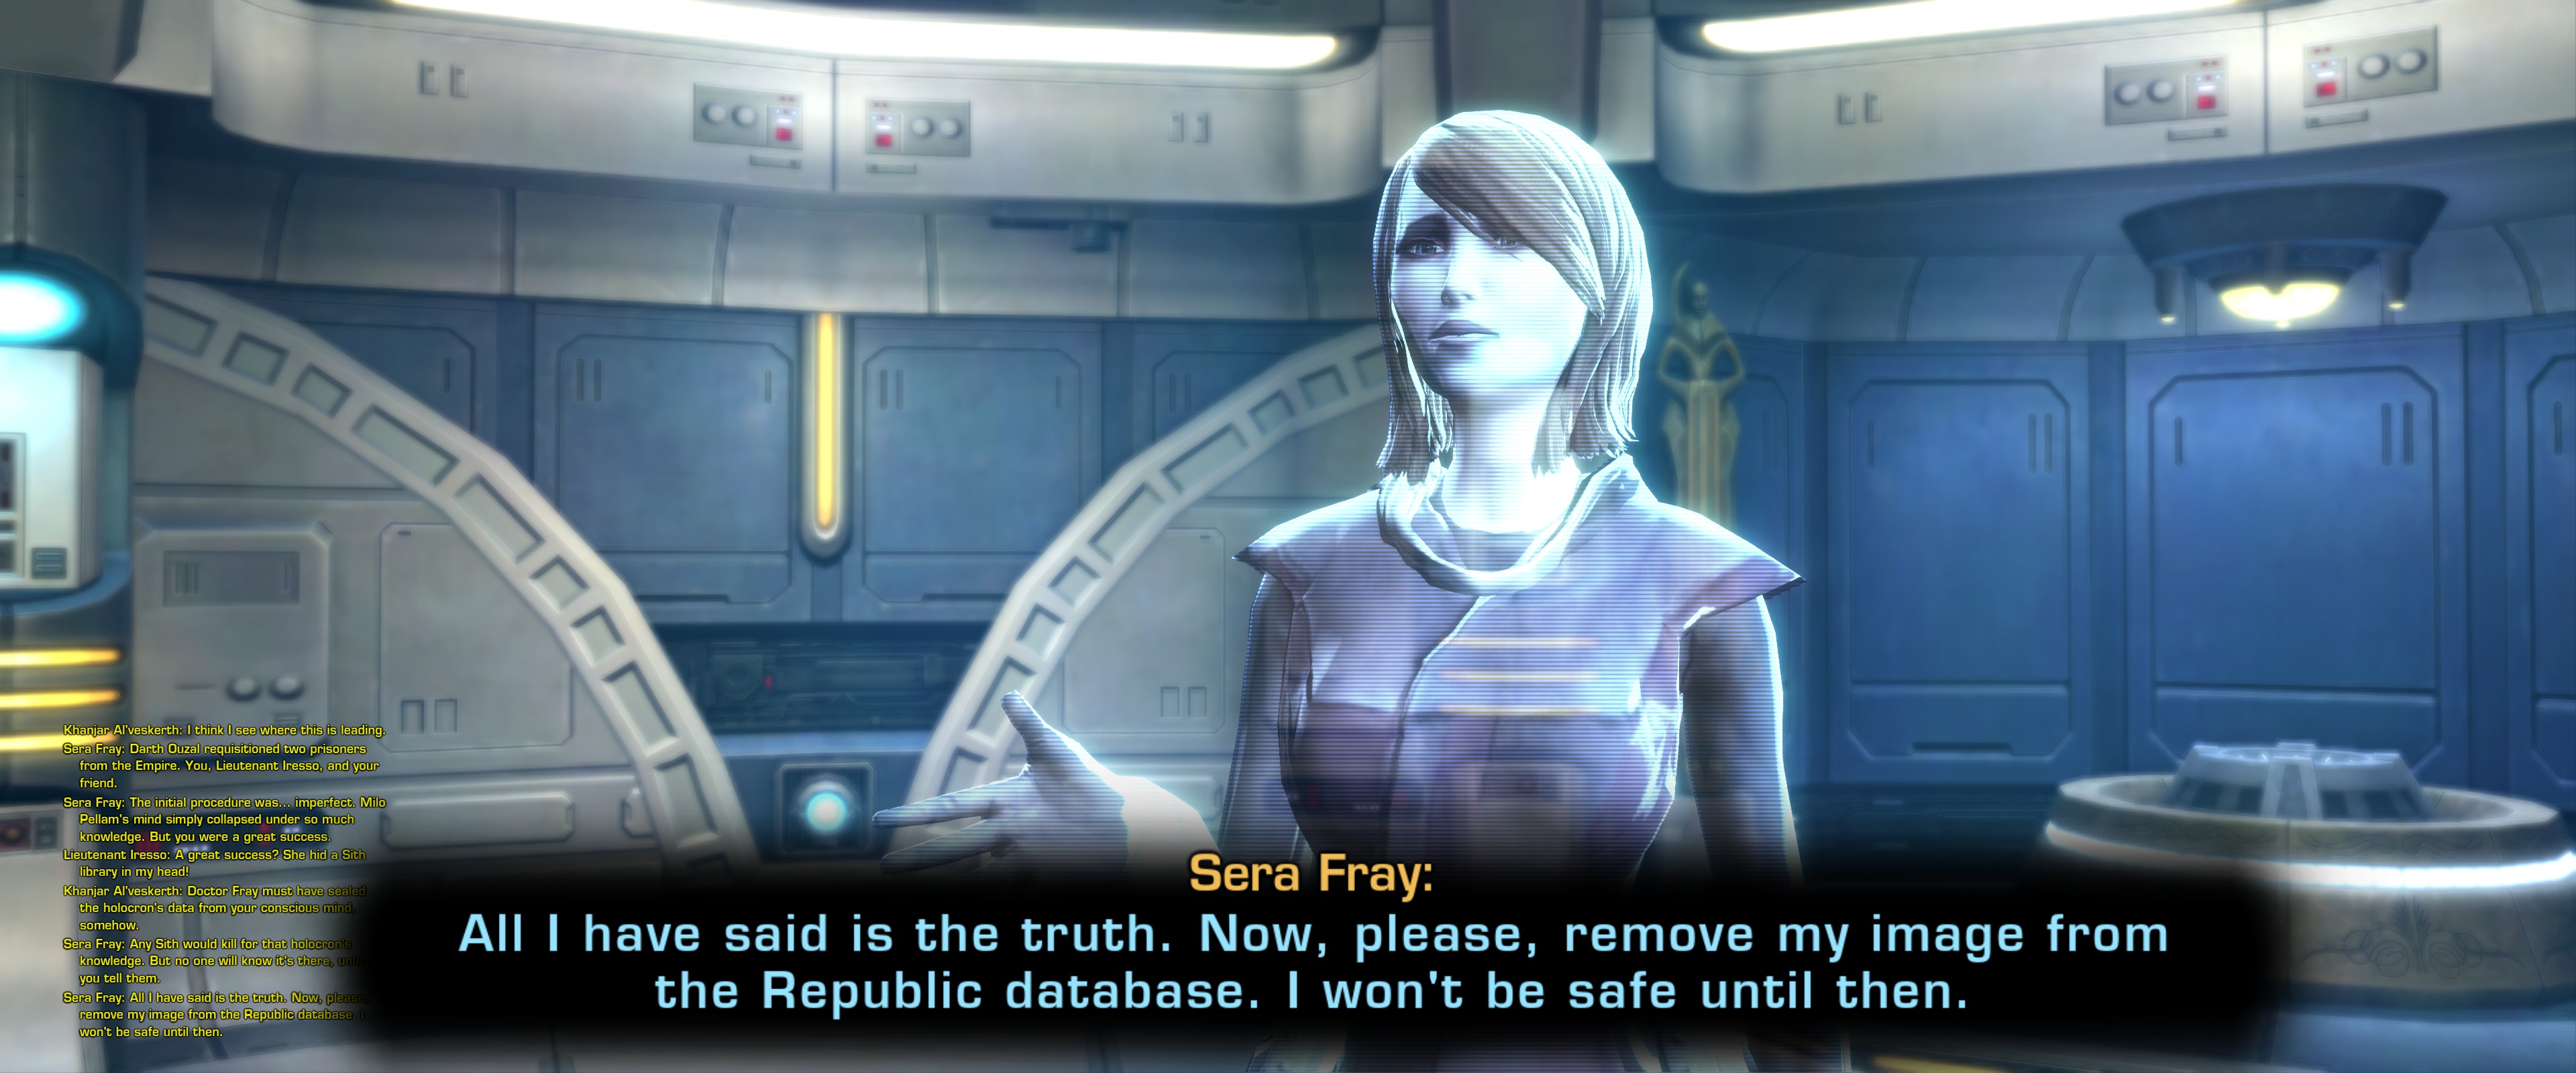 Khanjar Al'veskerth: I think I see where this is leading.
Sera Fray: Darth Ouzal requisitioned two prisoners
from the Empire. You, Lieutenant Iresso, and your
friend.
Sera Fray: The initial procedure was... imperfect. Milo
Pellam's mind simply collapsed under so much
knowledge. But you were a great success.
Lieutenant Iresso: A great success? She hid a Sith
library in my head!
Khanjar Al'veskerth: Doctor Fray must have sealed
the holocron's data from your conscious mind,
somehow.
Sera Fray: Any Sith would kill for that holocron's
knowledge. But no one will know it's there,
you tell them.
Sera Fray: All I have said is the truth. Now, please,
remove my image from the Republic database. I
won't be safe until then.
Sera Fray:
All I have said is the truth. Now, please, remove my image from
the Republic database. I won't be safe until then.